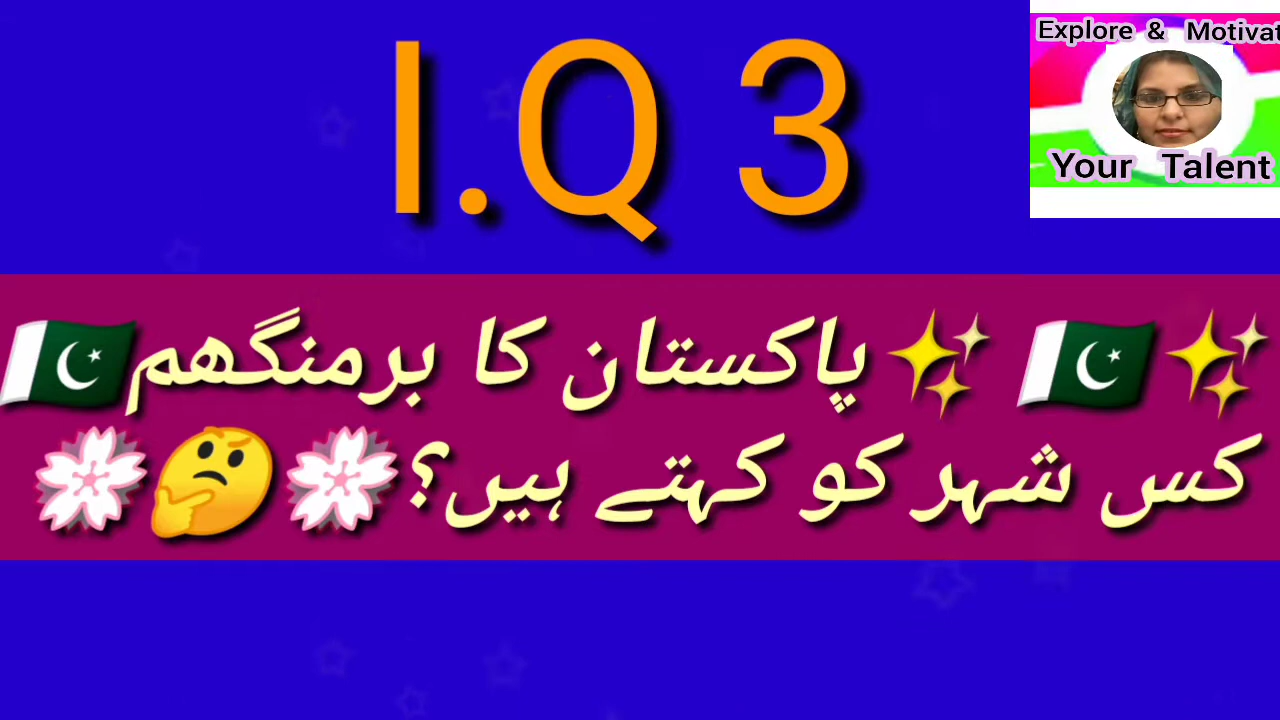 I.Q 3
Explore & Motivat
Your Talent
✨🇵🇰 ✨پاکستان کا برمنگھم🇵🇰
کس شہر کو کہتے ہیں؟🌸🤔🌸